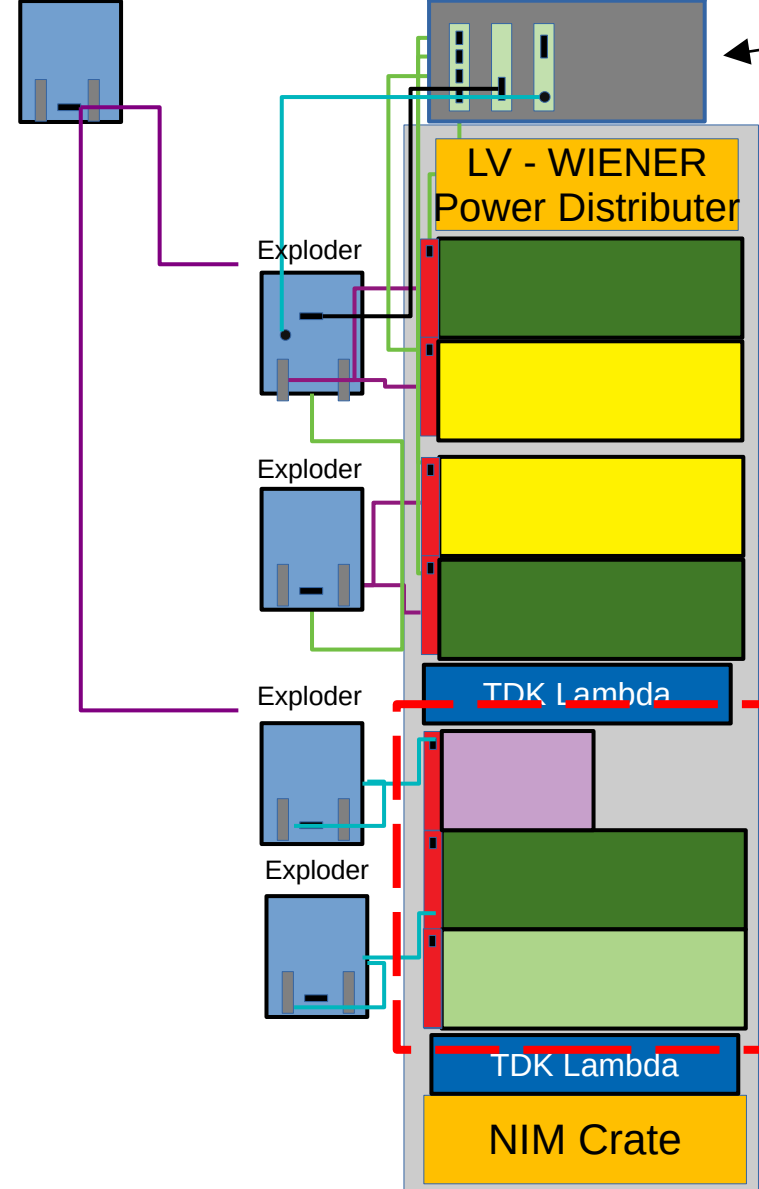 LV - WIENER
Power Distributer
Exploder
Exploder
TDK Lambda
Exploder
Exploder
TDK Lambda
NIM Crate